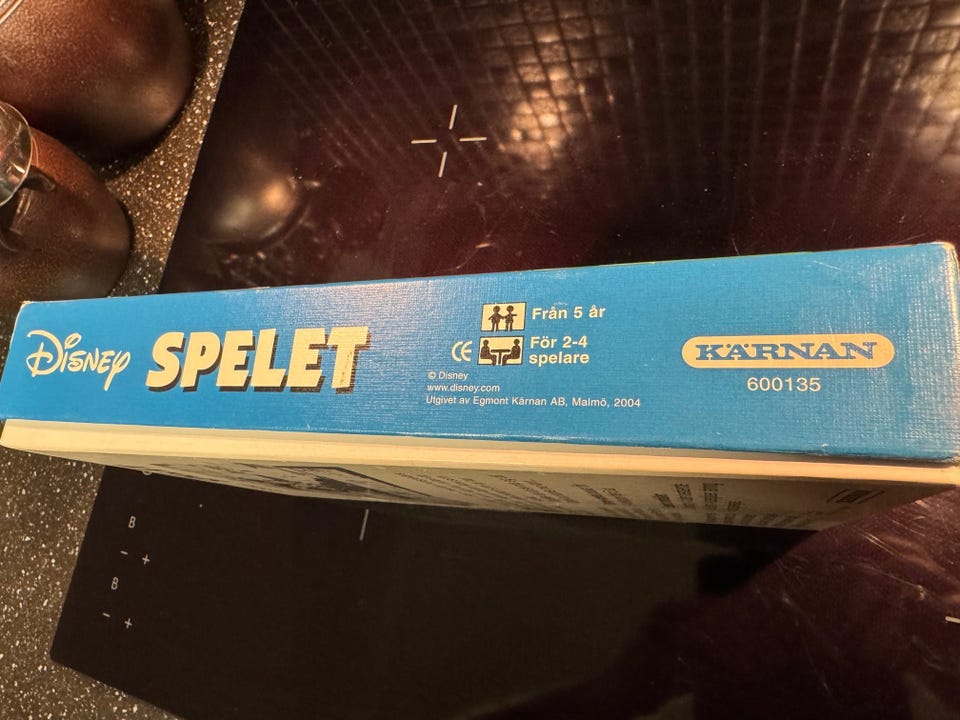 Disney SPELET
Från 5 år
CE För 2-4
spelare
© Disney
www.disney.com
Utgivet av Egmont Kärnan AB, Malmö, 2004
KÄRNAN
600135
B
- +
B
- +